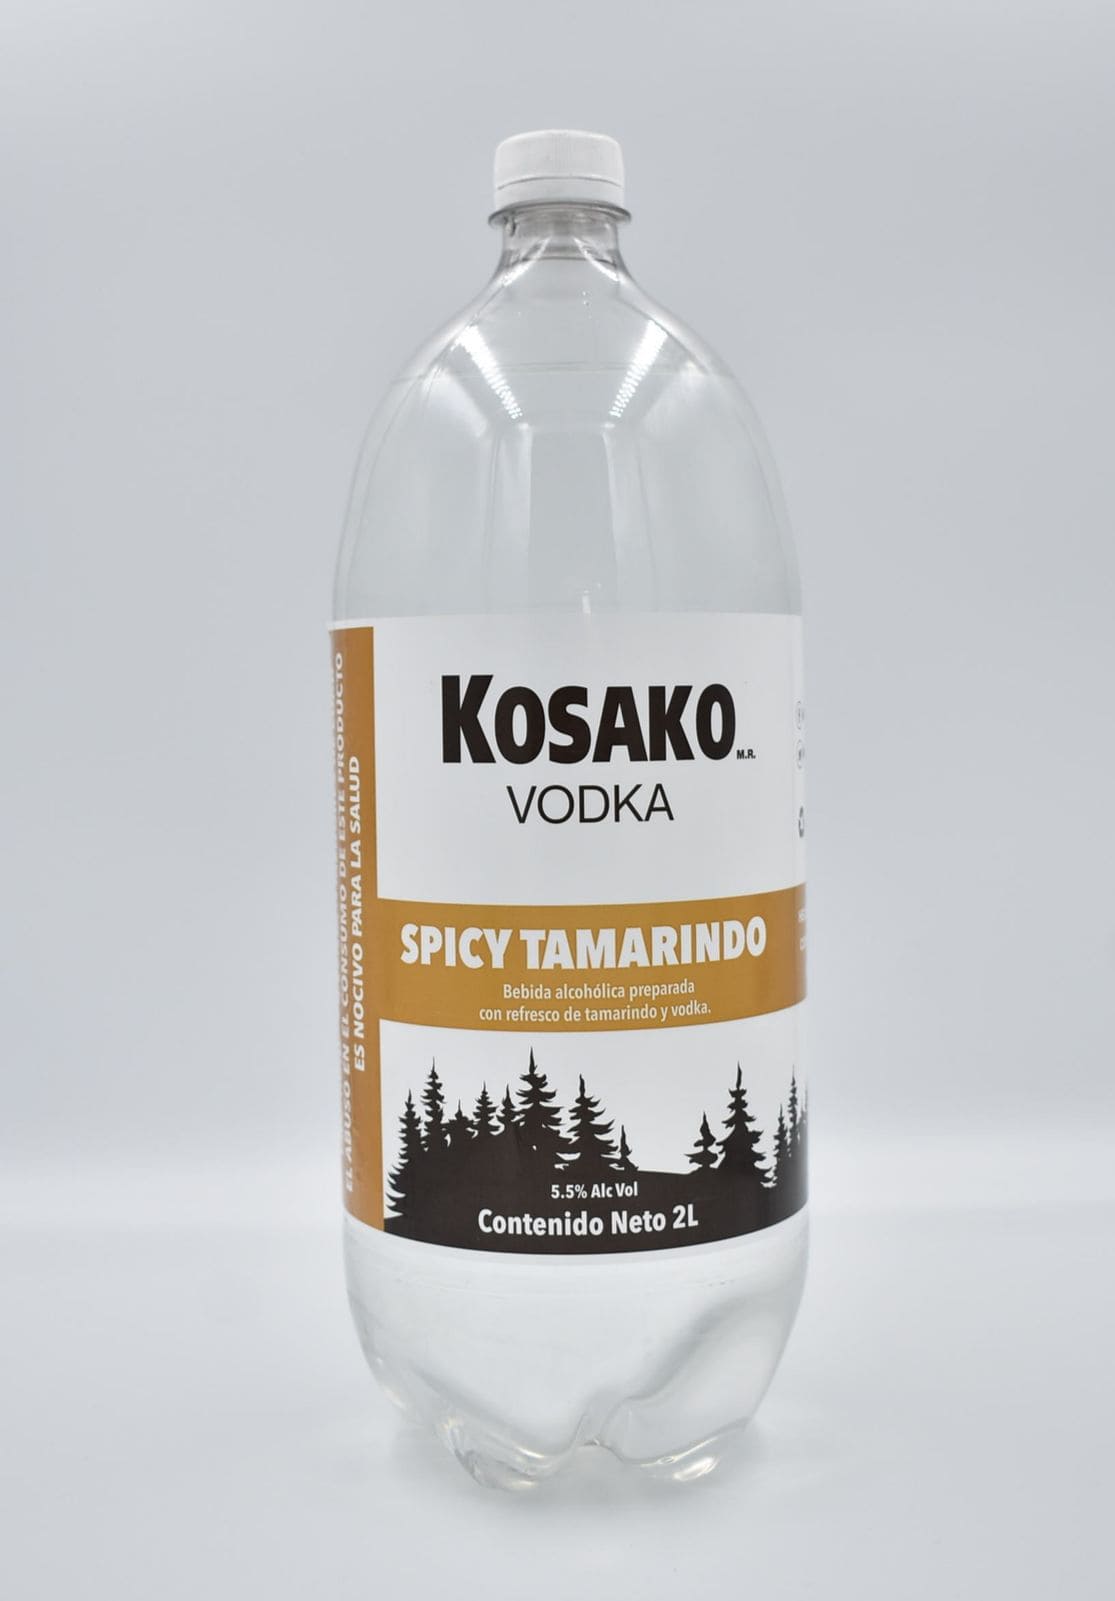 KOSAKO M.R.
VODKA
SPICY TAMARINDO
Bebida alcohólica preparada
con refresco de tamarindo y vodka.
5.5% Alc Vol
Contenido Neto 2L
EL ABUSO EN EL CONSUMO DE ESTE PRODUCTO
ES NOCIVO PARA LA SALUD